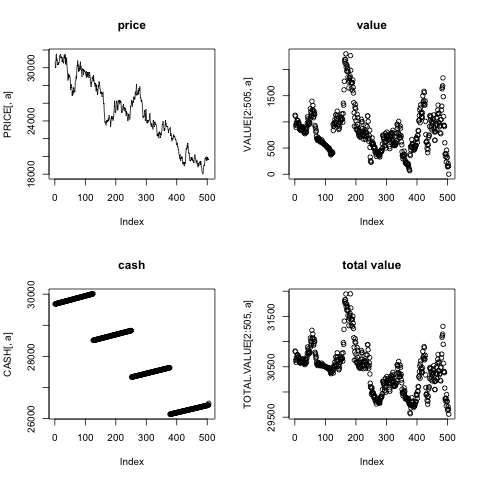 price
value
PRICE[, a]
18000 24000 30000
0 100 200 300 400 500
Index
VALUE[2:505, a]
0 500 1500
0 100 200 300 400 500
Index
cash
total value
CASH[, a]
26000 28000 30000
0 100 200 300 400 500
Index
TOTAL.VALUE[2:505, a]
29500 30500 31500
0 100 200 300 400 500
Index